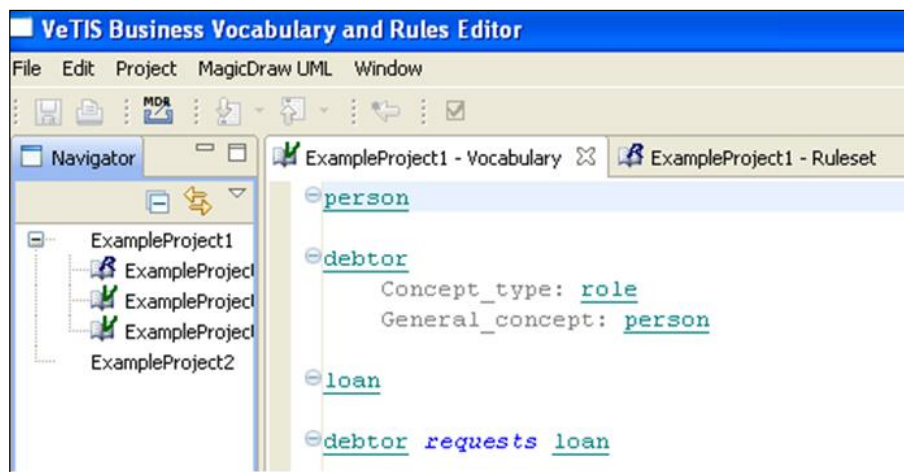 VeTIS Business Vocabulary and Rules Editor
File Edit Project MagicDraw UML Window
MDR
Navigator
ExampleProject1 - Vocabulary
ExampleProject1 - Ruleset
person
ExampleProject1
ExampleProject
ExampleProject
ExampleProject
ExampleProject2
debtor
Concept_type: role
General_concept: person
loan
debtor requests loan